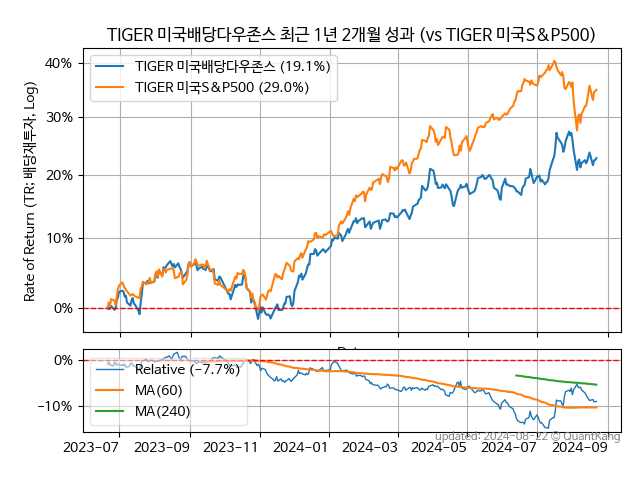 TIGER 미국배당다우존스 최근 1년 2개월 성과 (vs TIGER 미국S&P500)
Rate of Return (TR: 배당재투자, Log)
40%
30%
20%
10%
0%
TIGER 미국배당다우존스 (19.1%)
TIGER 미국S&P500 (29.0%)
0%
−10%
Relative (−7.7%)
MA(60)
MA(240)
updated: 2024-08-22 © QuantKang
2023−07 2023−09 2023−11 2024−01 2024−03 2024−05 2024−07 2024−09